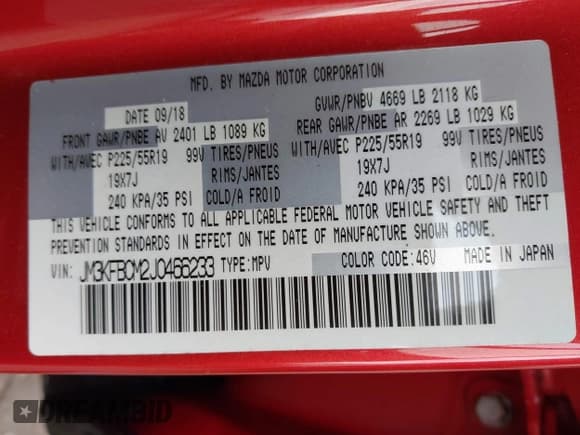 MFD. BY MAZDA MOTOR CORPORATION
DATE 09/18 GVWR/PNBV 4669 LB 2118 KG
FRONT GAWR/PNBE AV 2401 LB 1089 KG REAR GAWR/PNBE AR 2269 LB 1029 KG
WITH/AVEC P225/55R19 99V TIRES/PNEUS WITH/AVEC P225/55R19 99V TIRES/PNEUS
19X7J RIMS/JANTES 19X7J RIMS/JANTES
240 KPA/35 PSI COLD/A FROID 240 KPA/35 PSI COLD/A FROID
THIS VEHICLE CONFORMS TO ALL APPLICABLE FEDERAL MOTOR VEHICLE SAFETY AND THEFT
PREVENTION STANDARDS IN EFFECT ON THE DATE OF MANUFACTURE SHOWN ABOVE.
VIN: JM3KFBCM2J0466233 TYPE:MPV COLOR CODE:46V MADE IN JAPAN
DREAMBID